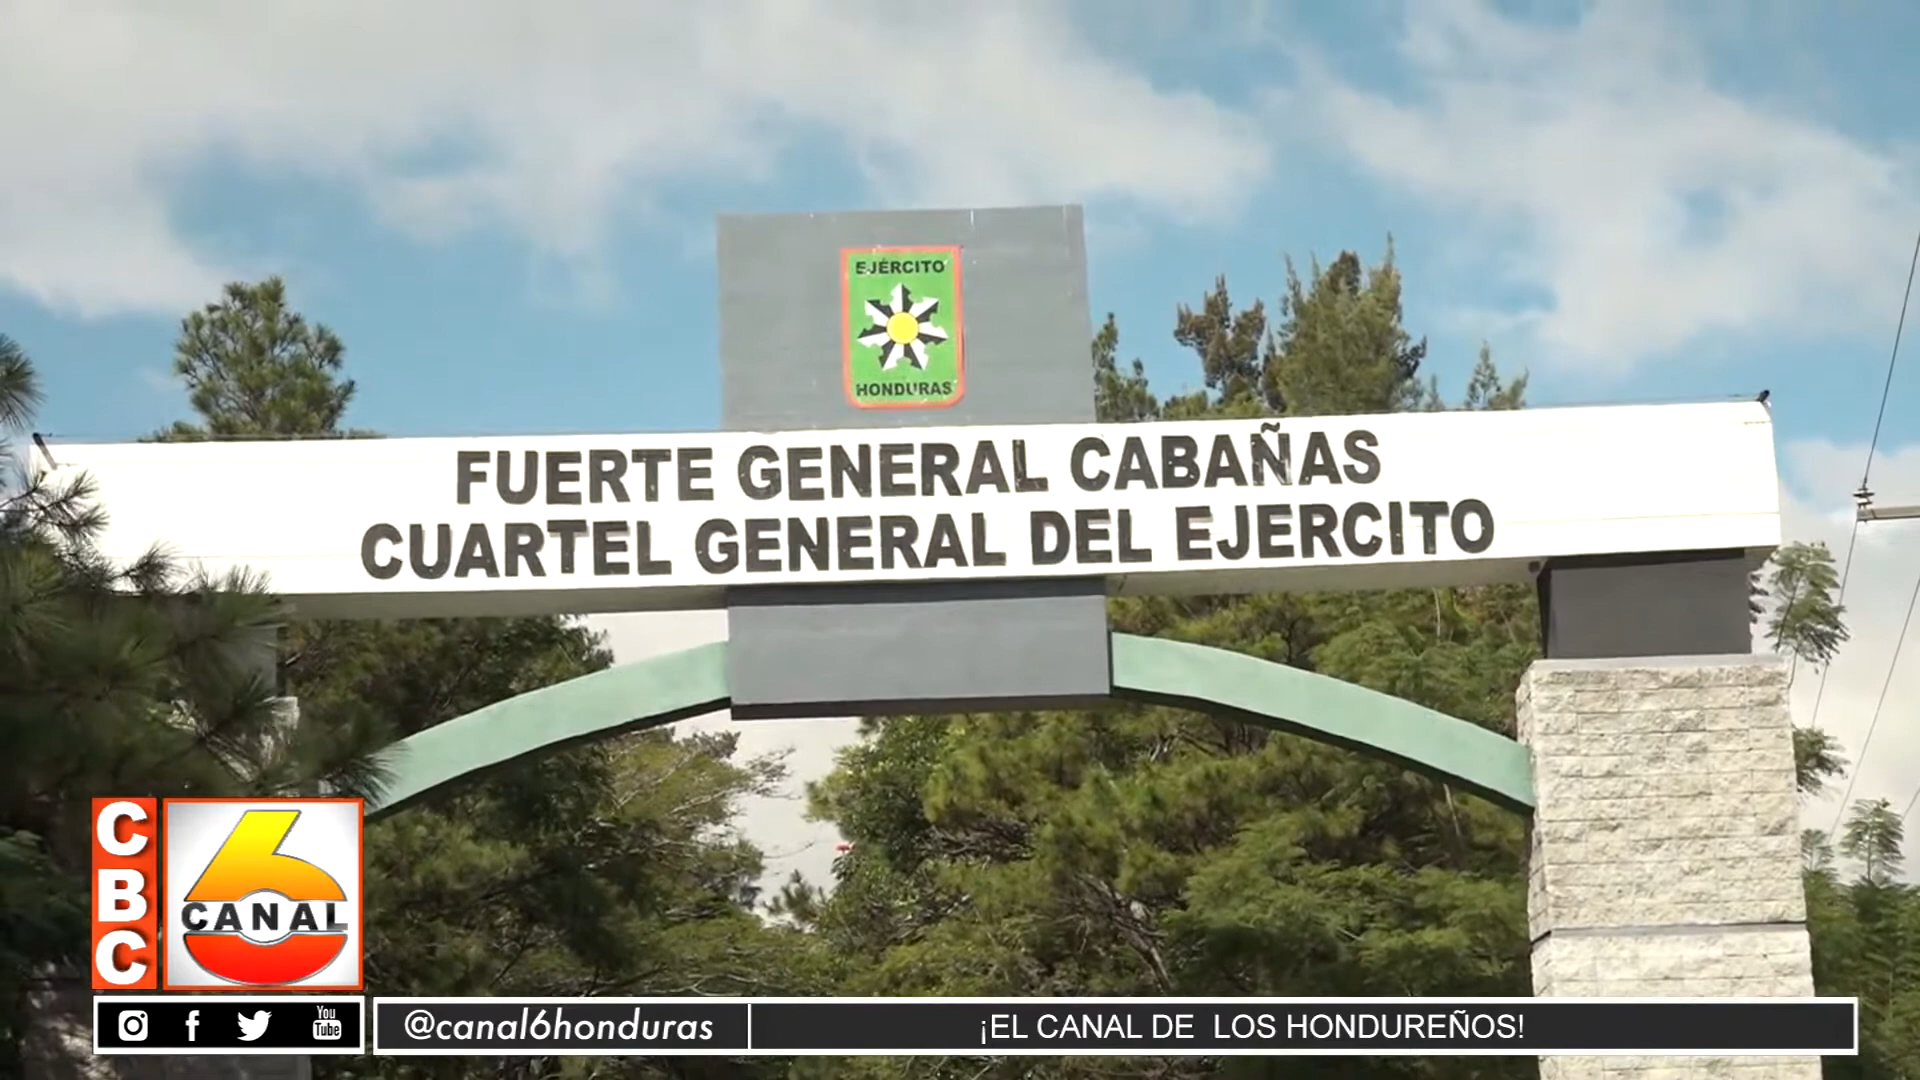 EJÉRCITO
HONDURAS
FUERTE GENERAL CABAÑAS
CUARTEL GENERAL DEL EJERCITO
CBC
6
CANAL
You
Tube
@canal6honduras
¡EL CANAL DE LOS HONDUREÑOS!